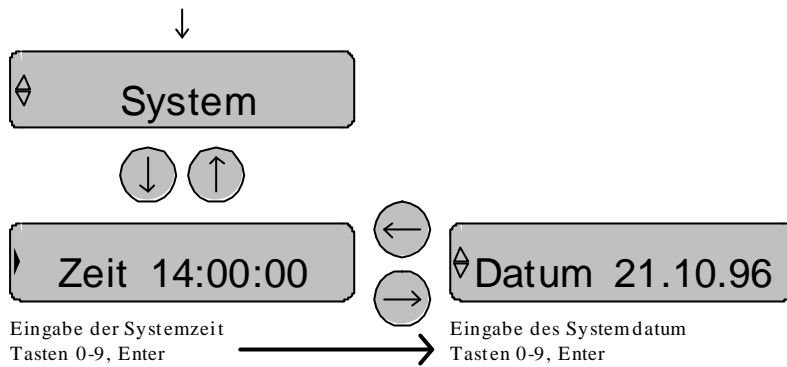 System
Zeit 14:00:00
Datum 21.10.96
Eingabe der Systemzeit
Tasten 0-9, Enter
Eingabe des Systemdatum
Tasten 0-9, Enter